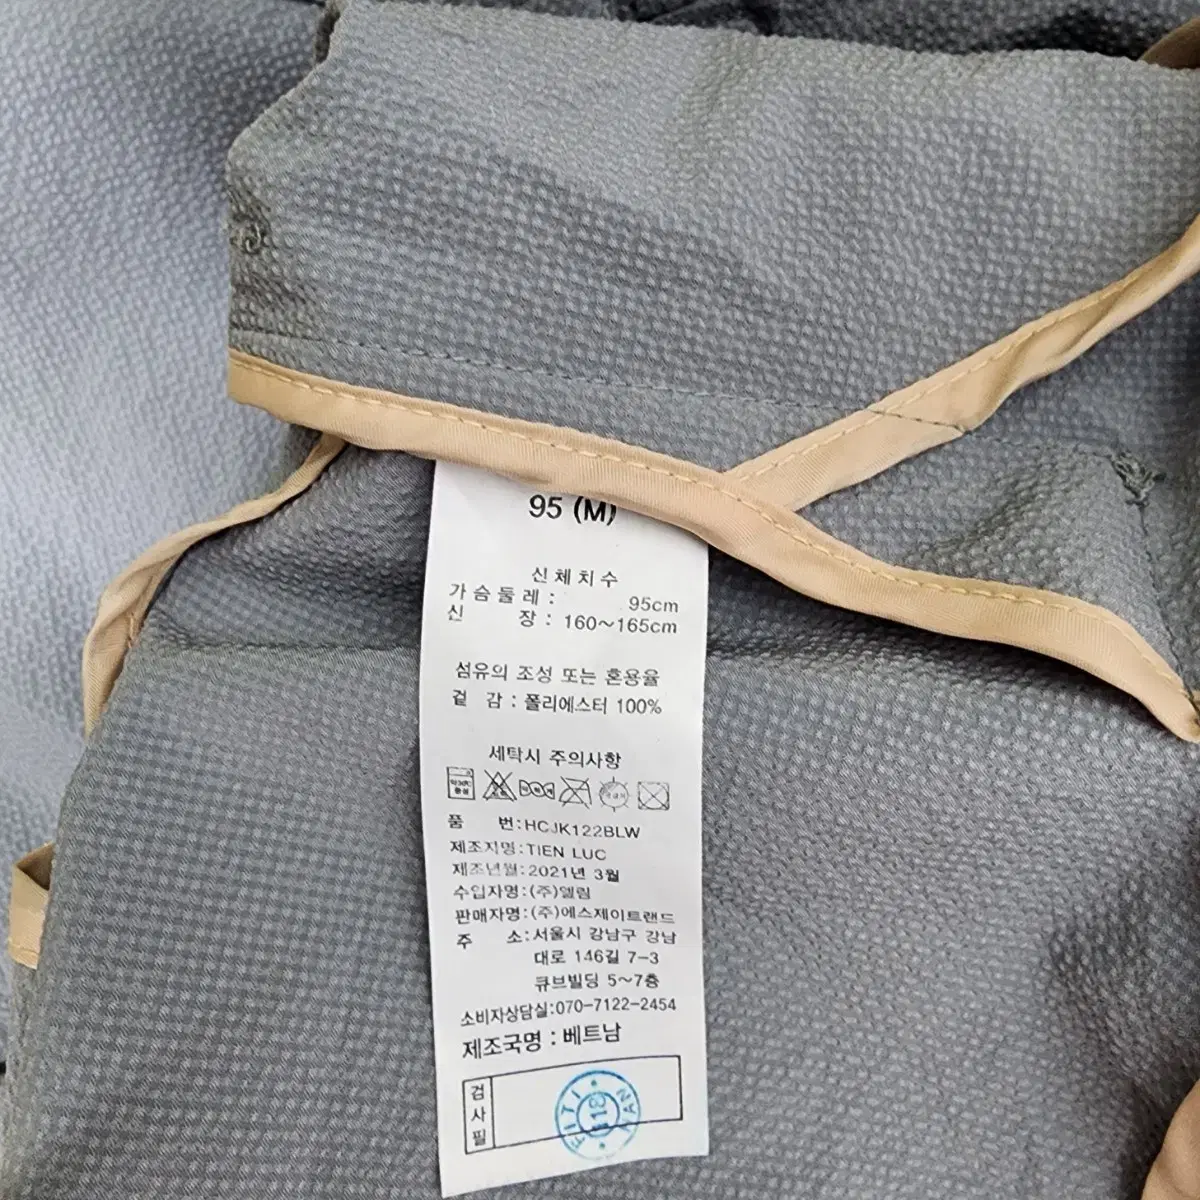 95 (M)
신체치수
가슴둘레: 95cm
신 장: 160~165cm
섬유의 조성 또는 혼용율
겉 감: 폴리에스터 100%
세탁시 주의사항
품 번:HCJK122BLW
제조자명:TIEN LUC
제조년월:2021년 3월
수입자명:(주)엘림
판매자명:(주)에스제이트랜드
주 소:서울시 강남구 강남
대로 146길 7-3
큐브빌딩 5~7층
소비자상담실:070-7122-2454
제조국명 : 베트남
검사필
FITI
118